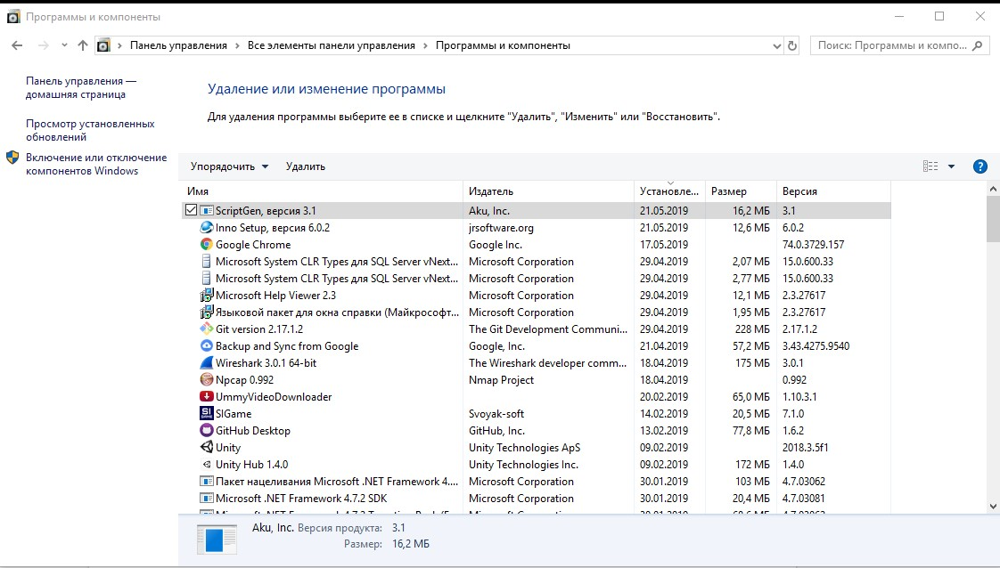 Программы и компоненты
Панель управления > Все элементы панели управления > Программы и компоненты
Поиск: Программы и компо...
Панель управления —
домашняя страница
Просмотр установленных
обновлений
Включение или отключение
компонентов Windows
Удаление или изменение программы
Для удаления программы выберите ее в списке и щелкните "Удалить", "Изменить" или "Восстановить".
Упорядочить Удалить
Имя Издатель Установле... Размер Версия
ScriptGen, версия 3.1 Aku, Inc. 21.05.2019 16,2 МБ 3.1
Inno Setup, версия 6.0.2 jrsoftware.org 21.05.2019 12,6 МБ 6.0.2
Google Chrome Google Inc. 17.05.2019 74.0.3729.157
Microsoft System CLR Types для SQL Server vNext... Microsoft Corporation 29.04.2019 2,07 МБ 15.0.600.33
Microsoft System CLR Types для SQL Server vNext... Microsoft Corporation 29.04.2019 2,77 МБ 15.0.600.33
Microsoft Help Viewer 2.3 Microsoft Corporation 29.04.2019 12,1 МБ 2.3.27617
Языковой пакет для окна справки (Майкрософт... Microsoft Corporation 29.04.2019 1,95 МБ 2.3.27617
Git version 2.17.1.2 The Git Development Communi... 29.04.2019 228 МБ 2.17.1.2
Backup and Sync from Google Google, Inc. 21.04.2019 57,2 МБ 3.43.4275.9540
Wireshark 3.0.1 64-bit The Wireshark developer comm... 18.04.2019 175 МБ 3.0.1
Npcap 0.992 Nmap Project 18.04.2019 0.992
UmmyVideoDownloader 20.02.2019 65,0 МБ 1.10.3.1
SIGame Svoyak-soft 14.02.2019 20,5 МБ 7.1.0
GitHub Desktop GitHub, Inc. 13.02.2019 77,8 МБ 1.6.2
Unity Unity Technologies ApS 09.02.2019 2018.3.5f1
Unity Hub 1.4.0 Unity Technologies Inc. 09.02.2019 172 МБ 1.4.0
Пакет нацеливания Microsoft .NET Framework 4.... Microsoft Corporation 30.01.2019 103 МБ 4.7.03062
Microsoft .NET Framework 4.7.2 SDK Microsoft Corporation 30.01.2019 20,4 МБ 4.7.03081
Aku, Inc. Версия продукта: 3.1
Размер: 16,2 МБ